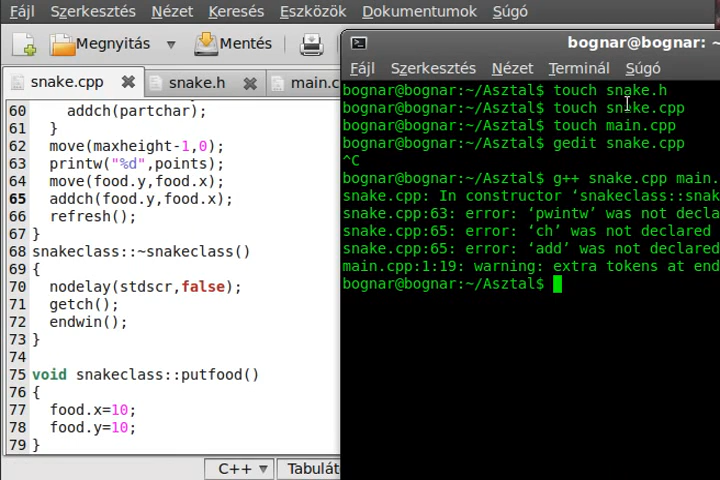 Fájl Szerkesztés Nézet Keresés Eszközök Dokumentumok Súgó
Megnyitás Mentés
snake.cpp snake.h main.c
60 addch(partchar);
61 }
62 move(maxheight-1,0);
63 printw("%d",points);
64 move(food.y,food.x);
65 addch(food.y,food.x);
66 refresh();
67 }
68 snakeclass::~snakeclass()
69 {
70 nodelay(stdscr,false);
71 getch();
72 endwin();
73 }
74
75 void snakeclass::putfood()
76 {
77 food.x=10;
78 food.y=10;
79 }
C++ Tabulát
bognar@bognar: ~
Fájl Szerkesztés Nézet Terminál Súgó
bognar@bognar:~/Asztal$ touch snake.h
bognar@bognar:~/Asztal$ touch snake.cpp
bognar@bognar:~/Asztal$ touch main.cpp
bognar@bognar:~/Asztal$ gedit snake.cpp
^C
bognar@bognar:~/Asztal$ g++ snake.cpp main.
snake.cpp: In constructor ‘snakeclass::snak
snake.cpp:63: error: ‘pwintw’ was not decla
snake.cpp:65: error: ‘ch’ was not declared
snake.cpp:65: error: ‘add’ was not declared
main.cpp:1:19: warning: extra tokens at end
bognar@bognar:~/Asztal$